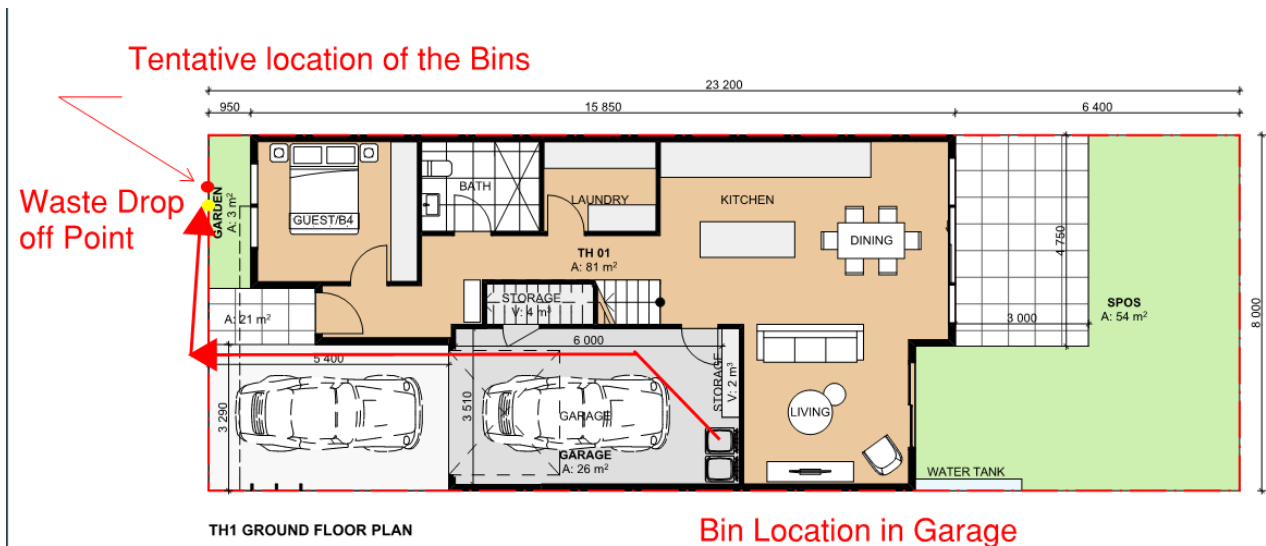 Tentative location of the Bins
23 200
950
15 850
6 400
Waste Drop
off Point
GARDEN
A: 3 m²
GUEST/B4
BATH
LAUNDRY
KITCHEN
DINING
TH 01
A: 81 m²
4 750
8 000
STORAGE
V: 4 m³
A: 21 m²
3 000
SPOS
A: 54 m²
6 000
5 400
STORAGE
V: 2 m³
3 290
3 510
GARAGE
LIVING
GARAGE
A: 26 m²
WATER TANK
TH1 GROUND FLOOR PLAN
Bin Location in Garage